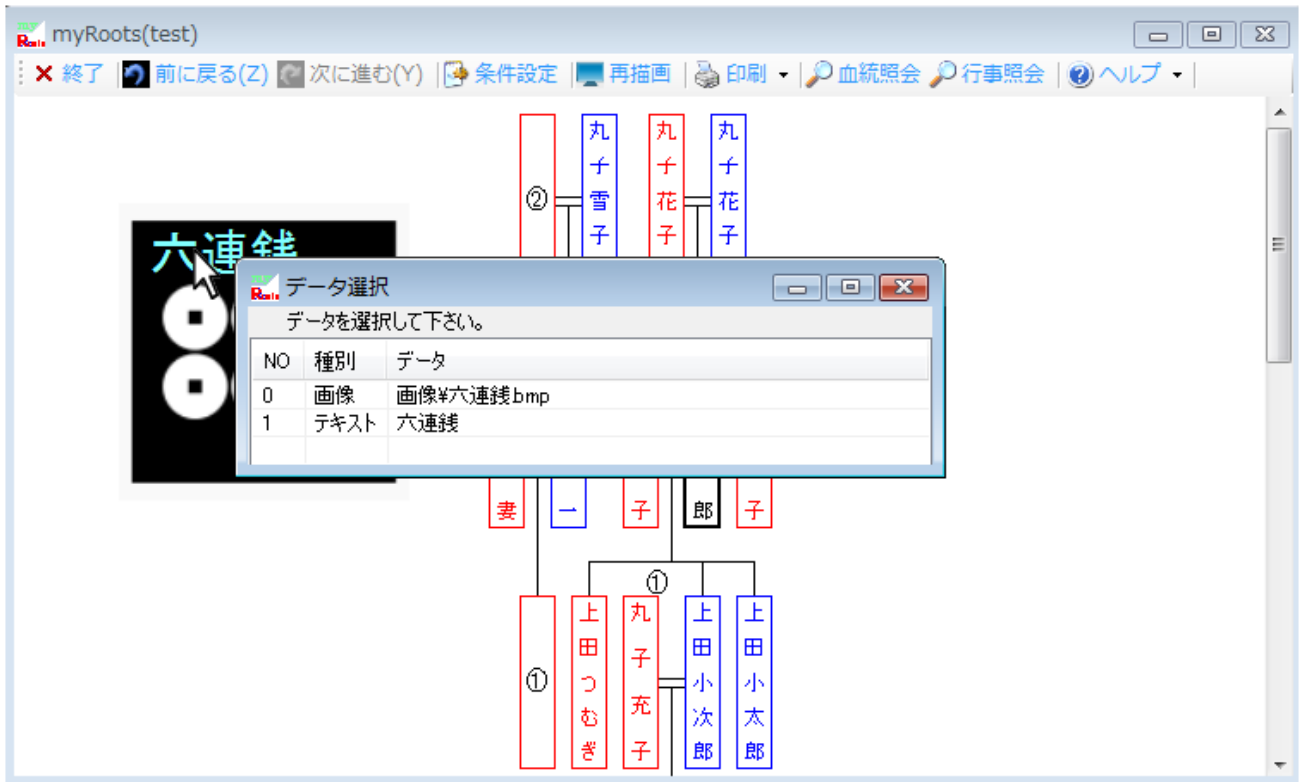 myRoots(test)
終了 前に戻る(Z) 次に進む(Y) 条件設定 再描画 印刷 血統照会 行事照会 ヘルプ
②
丸子雪子
丸子花子
丸子花子
六連銭
データ選択
データを選択して下さい。
NO 種別 データ
0 画像 画像¥六連銭bmp
1 テキスト 六連銭
妻
一
子
郎
子
①
①
上田つむぎ
丸子充子
上田小次郎
上田小太郎